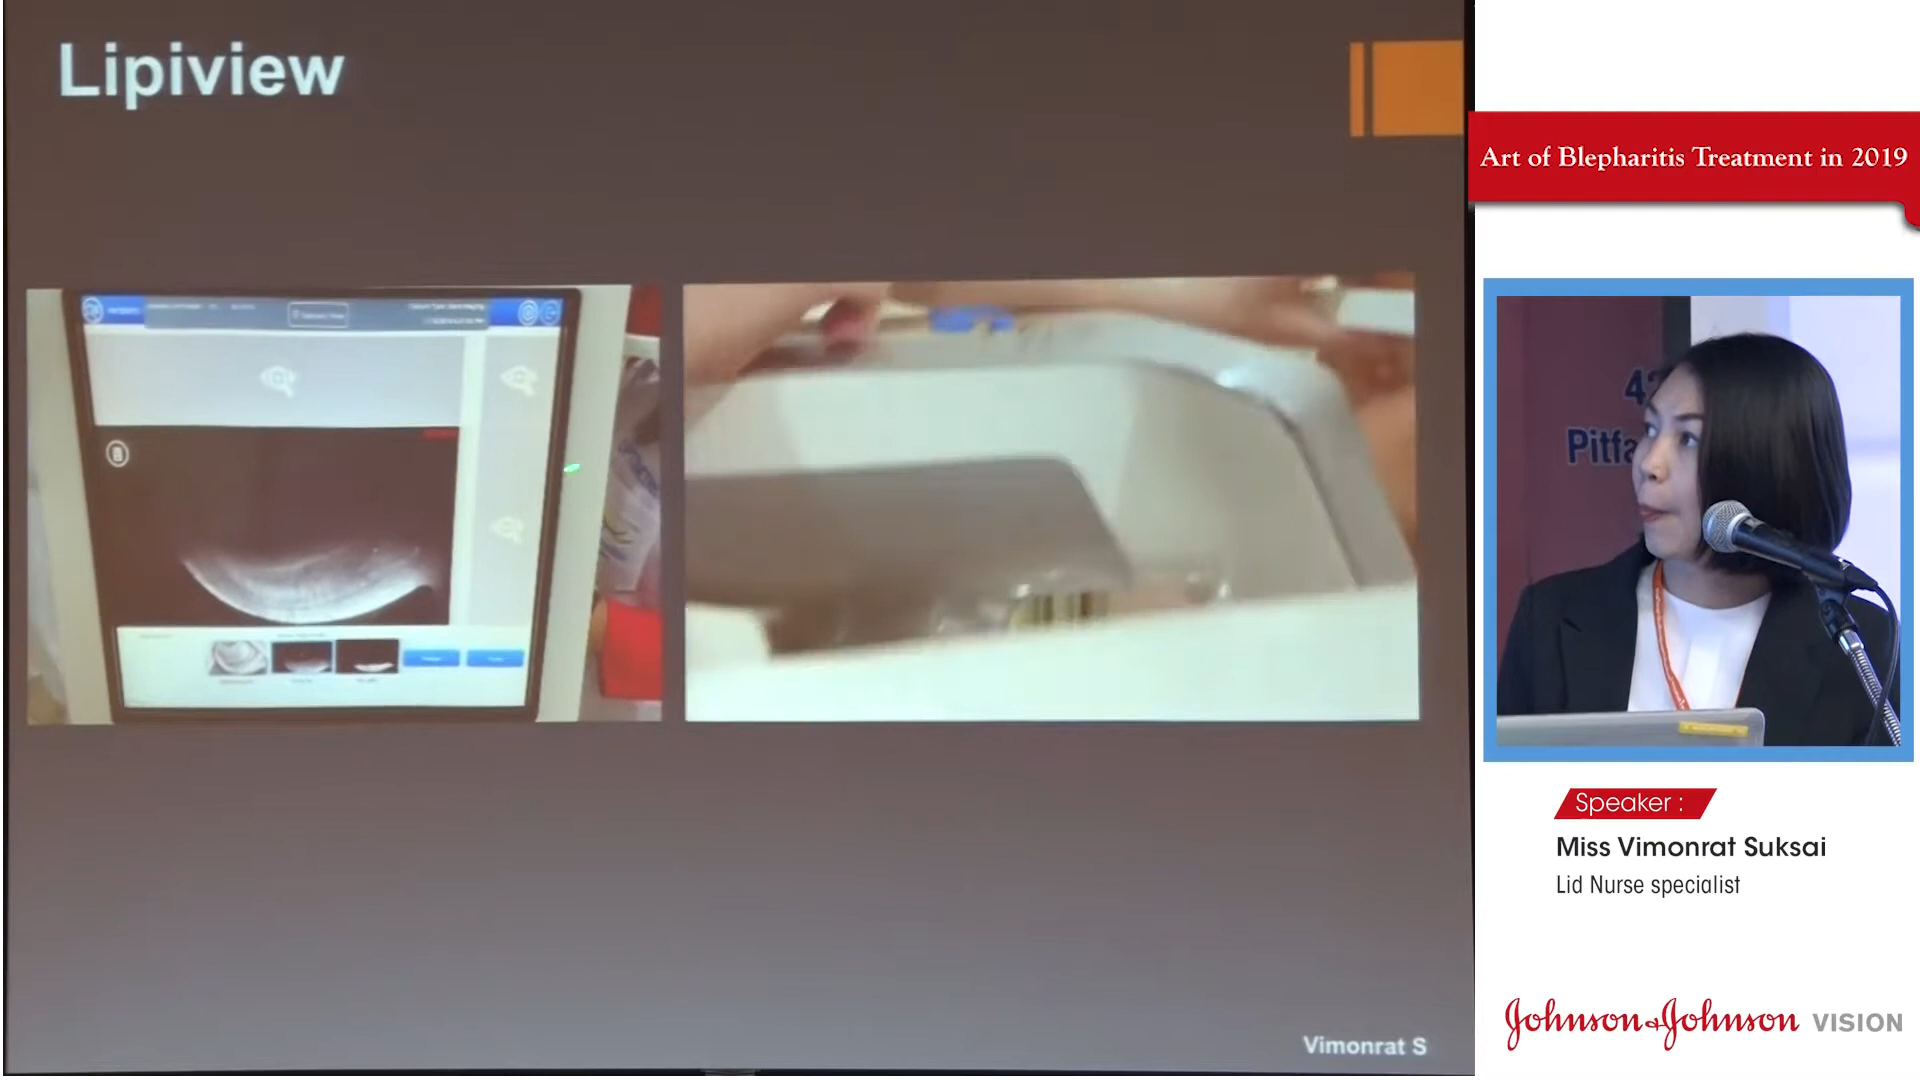 Lipiview
Art of Blepharitis Treatment in 2019
Pitfa
Speaker :
Miss Vimonrat Suksai
Lid Nurse specialist
Johnson & Johnson VISION
Vimonrat S